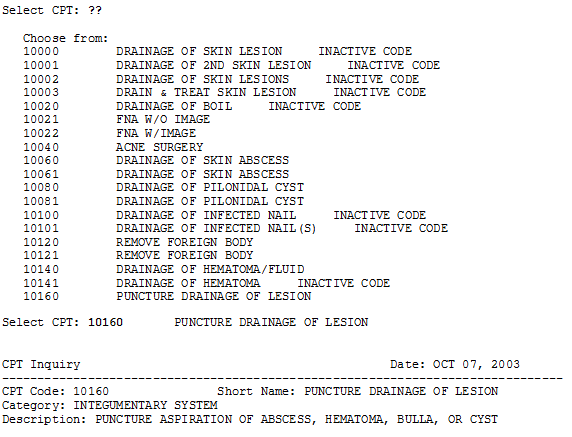 Select CPT: ??
Choose from:
10000 DRAINAGE OF SKIN LESION INACTIVE CODE
10001 DRAINAGE OF 2ND SKIN LESION INACTIVE CODE
10002 DRAINAGE OF SKIN LESIONS INACTIVE CODE
10003 DRAIN & TREAT SKIN LESION INACTIVE CODE
10020 DRAINAGE OF BOIL INACTIVE CODE
10021 FNA W/O IMAGE
10022 FNA W/IMAGE
10040 ACNE SURGERY
10060 DRAINAGE OF SKIN ABSCESS
10061 DRAINAGE OF SKIN ABSCESS
10080 DRAINAGE OF PILONIDAL CYST
10081 DRAINAGE OF PILONIDAL CYST
10100 DRAINAGE OF INFECTED NAIL INACTIVE CODE
10101 DRAINAGE OF INFECTED NAIL(S) INACTIVE CODE
10120 REMOVE FOREIGN BODY
10121 REMOVE FOREIGN BODY
10140 DRAINAGE OF HEMATOMA/FLUID
10141 DRAINAGE OF HEMATOMA INACTIVE CODE
10160 PUNCTURE DRAINAGE OF LESION
Select CPT: 10160 PUNCTURE DRAINAGE OF LESION
CPT Inquiry Date: OCT 07, 2003
--------------------------------------------------------------------------------
CPT Code: 10160 Short Name: PUNCTURE DRAINAGE OF LESION
Category: INTEGUMENTARY SYSTEM
Description: PUNCTURE ASPIRATION OF ABSCESS, HEMATOMA, BULLA, OR CYST